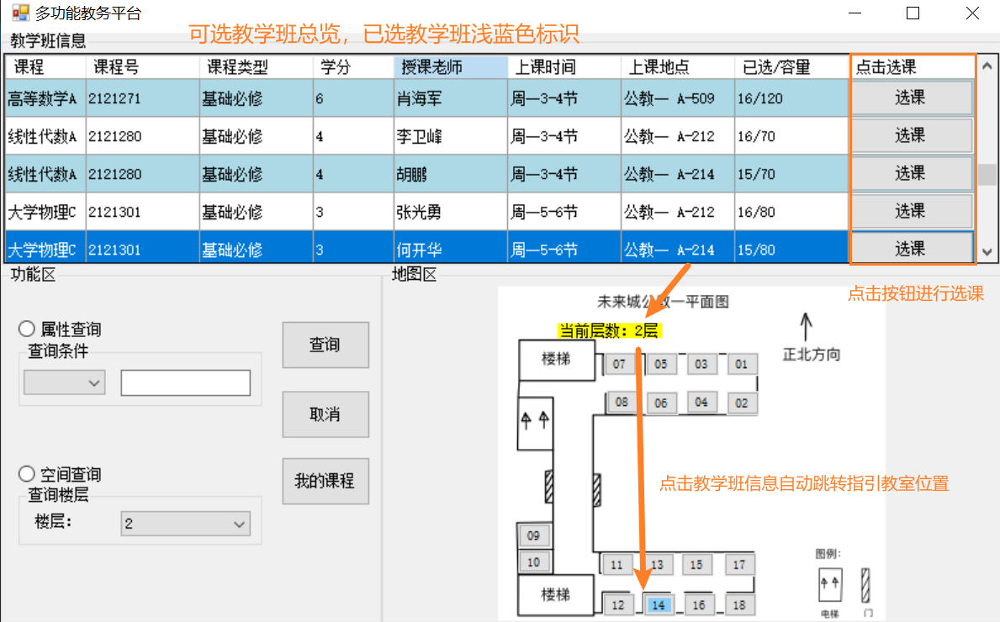 多功能教务平台
可选教学班总览，已选教学班浅蓝色标识
教学班信息
课程 课程号 课程类型 学分 授课老师 上课时间 上课地点 已选/容量 点击选课
高等数学A 2121271 基础必修 6 肖海军 周一3-4节 公教一 A-509 16/120 选课
线性代数A 2121280 基础必修 4 李卫峰 周一3-4节 公教一 A-212 16/70 选课
线性代数A 2121280 基础必修 4 胡鹏 周一3-4节 公教一 A-214 15/70 选课
大学物理C 2121301 基础必修 3 张光勇 周一5-6节 公教一 A-212 16/80 选课
大学物理C 2121301 基础必修 3 何开华 周一5-6节 公教一 A-214 15/80 选课
功能区
属性查询
查询条件
查询
取消
空间查询
查询楼层
楼层： 2
我的课程
地图区
点击按钮进行选课
未来城公教一平面图
当前层数：2层
正北方向
楼梯 07 05 03 01
08 06 04 02
点击教学班信息自动跳转指引教室位置
09
10
11 13 15 17
楼梯 12 14 16 18
图例：
电梯 门